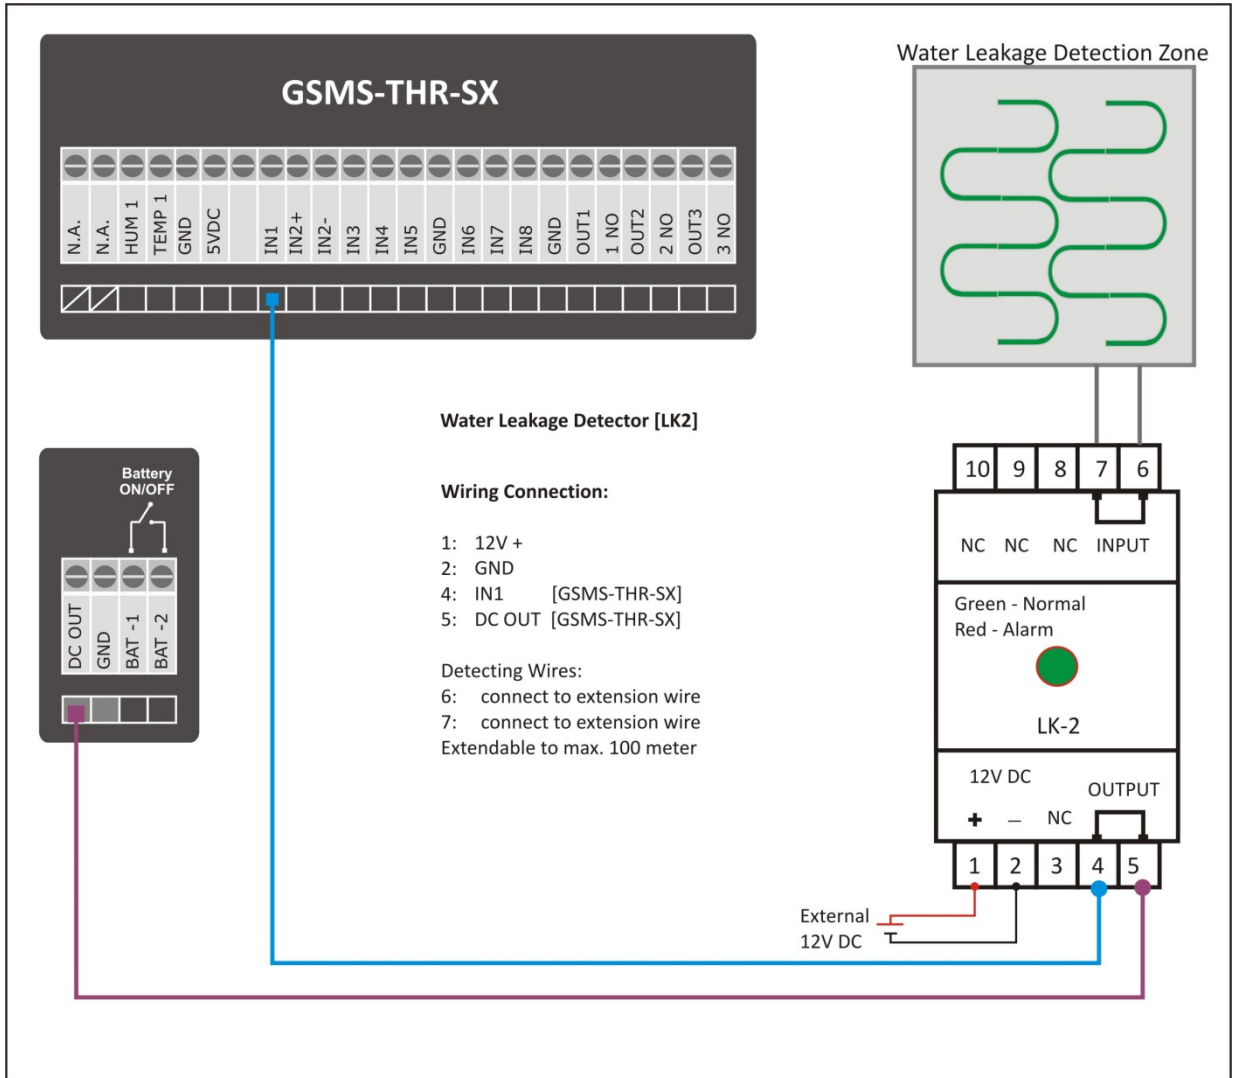 GSMS-THR-SX
N.A.
N.A.
HUM 1
TEMP 1
GND
5VDC
IN1
IN2+
IN2-
IN3
IN4
IN5
GND
IN6
IN7
IN8
GND
OUT1
1 NO
OUT2
2 NO
OUT3
3 NO
Water Leakage Detection Zone
Battery
ON/OFF
DC OUT
GND
BAT -1
BAT -2
Water Leakage Detector [LK2]
Wiring Connection:
1: 12V +
2: GND
4: IN1 [GSMS-THR-SX]
5: DC OUT [GSMS-THR-SX]
Detecting Wires:
6: connect to extension wire
7: connect to extension wire
Extendable to max. 100 meter
10 9 8 7 6
NC NC NC INPUT
Green - Normal
Red - Alarm
LK-2
12V DC
OUTPUT
+ – NC
1 2 3 4 5
External
12V DC